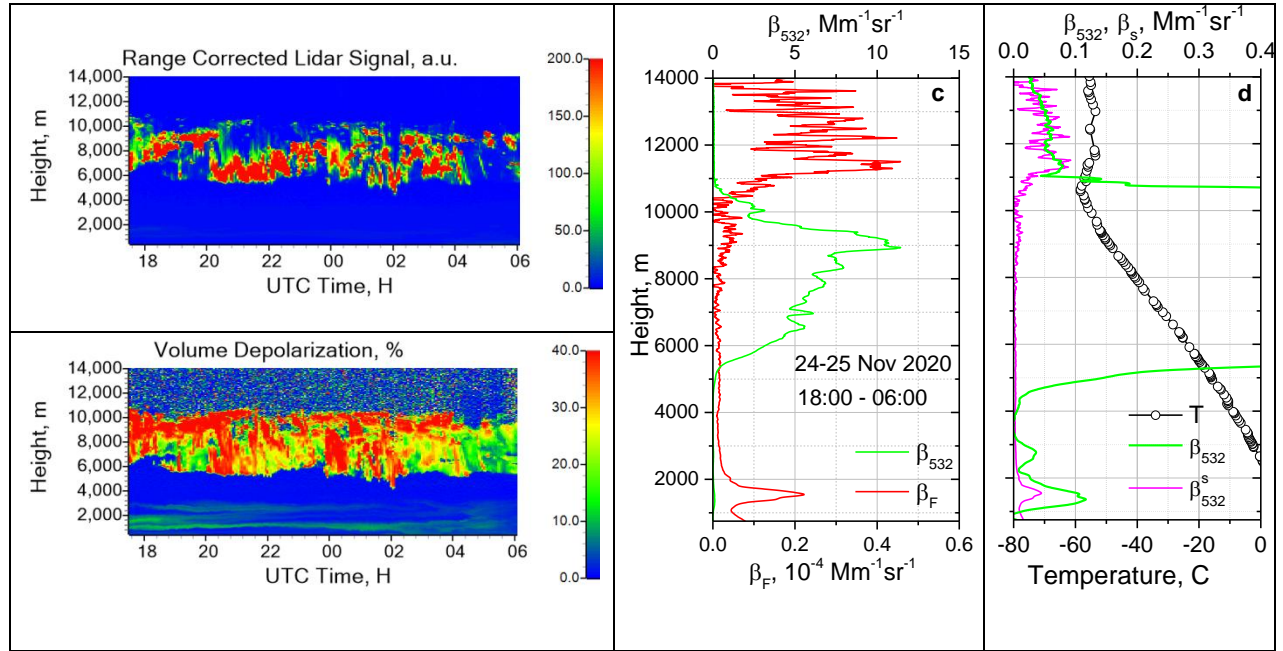 Range Corrected Lidar Signal, a.u.
14,000
12,000
10,000
8,000
6,000
4,000
2,000
Height, m
18 20 22 00 02 04 06
UTC Time, H
200.0
150.0
100.0
50.0
0.0
Volume Depolarization, %
14,000
12,000
10,000
8,000
6,000
4,000
2,000
Height, m
18 20 22 00 02 04 06
UTC Time, H
40.0
30.0
20.0
10.0
0.0
β532, Mm-1sr-1
0 5 10 15
14000
12000
10000
8000
6000
4000
2000
Height, m
c
24-25 Nov 2020
18:00 - 06:00
β532
βF
0.0 0.2 0.4 0.6
βF, 10-4 Mm-1sr-1
β532, βs, Mm-1sr-1
0.0 0.1 0.2 0.3 0.4
d
T
β532
βs532
-80 -60 -40 -20 0
Temperature, C